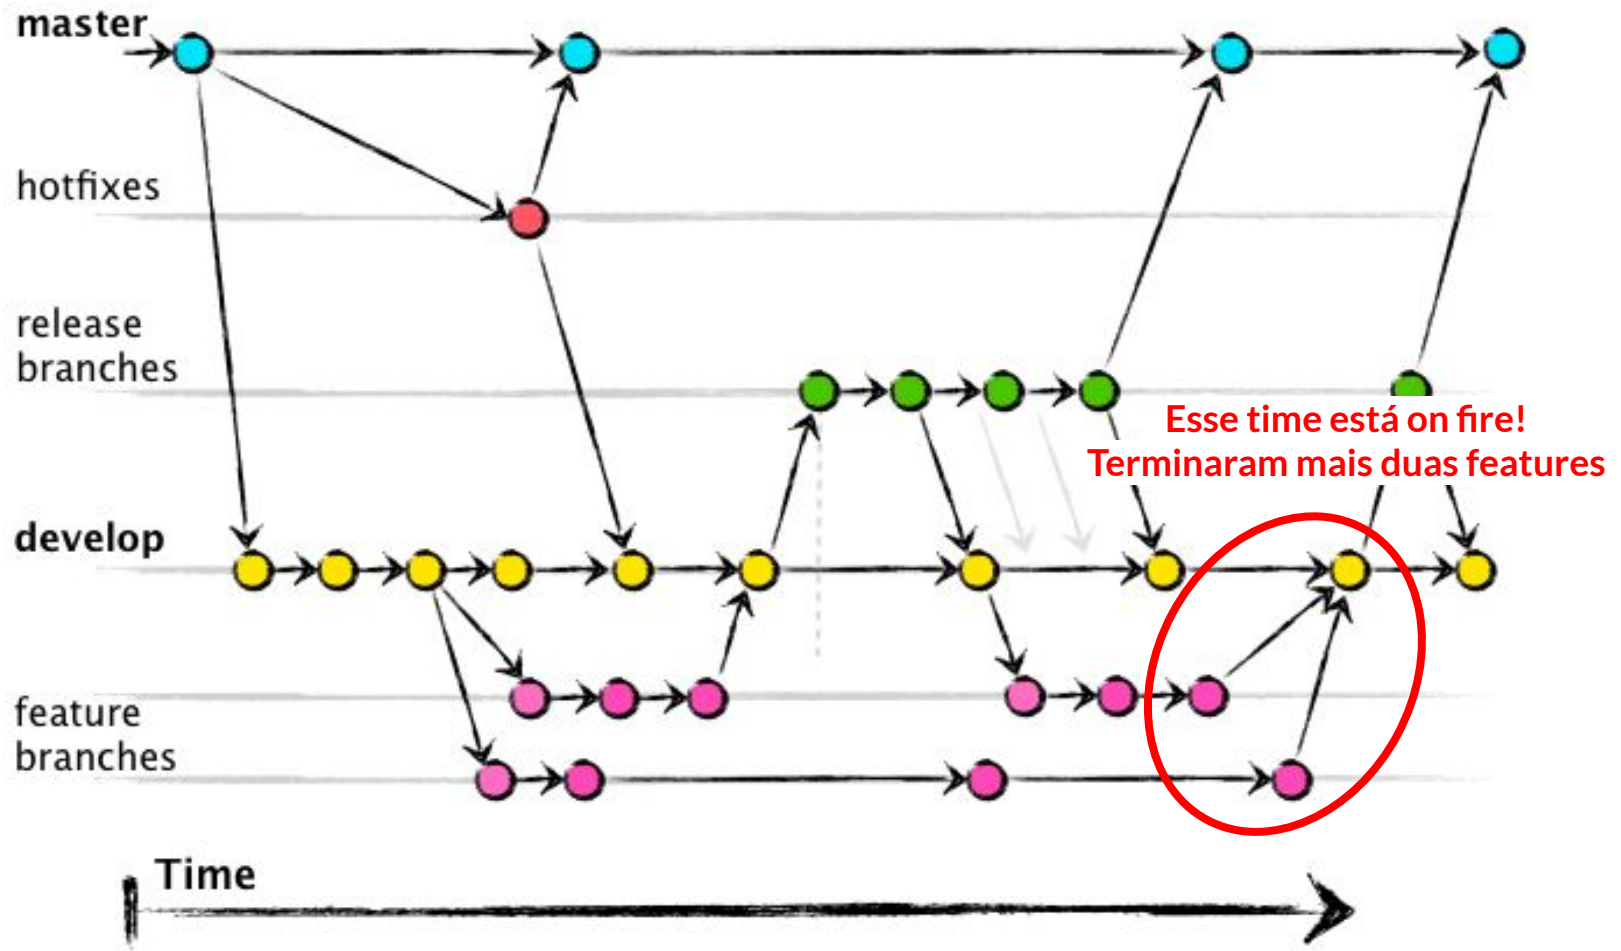 master
hotfixes
release
branches
Esse time está on fire!
Terminaram mais duas features
develop
feature
branches
Time